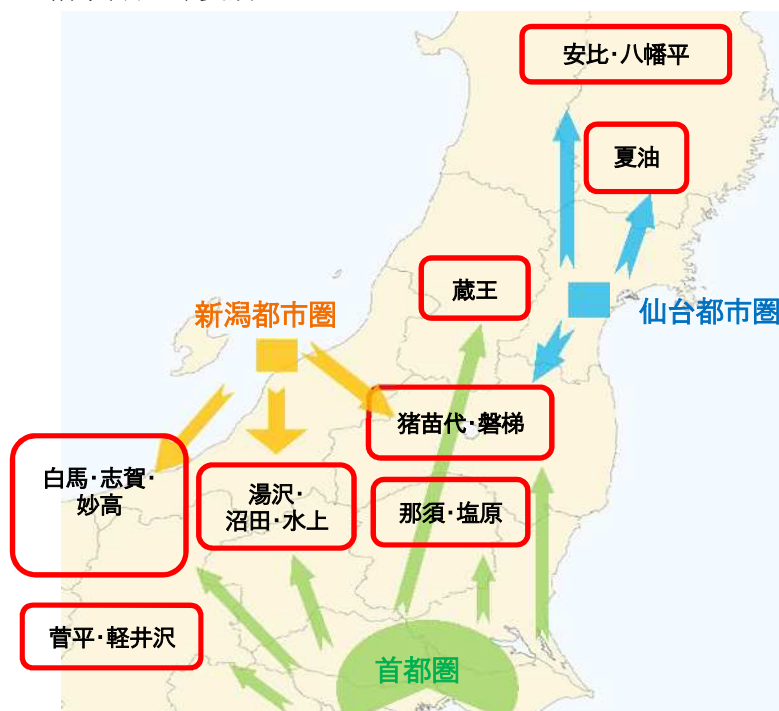 安比・八幡平
夏油
蔵王
新潟都市圏
仙台都市圏
猪苗代・磐梯
白馬・志賀・
妙高
湯沢・
沼田・水上
那須・塩原
菅平・軽井沢
首都圏